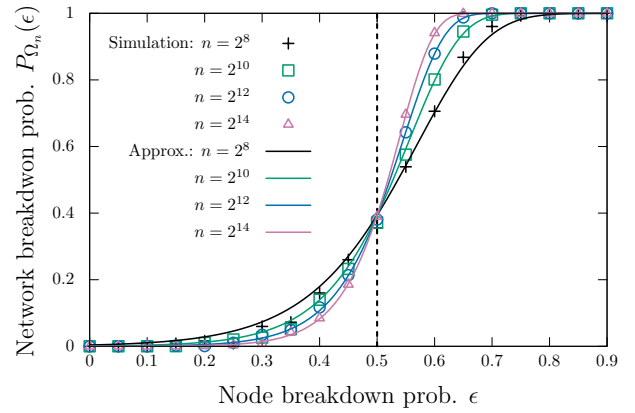 Network breakdwon prob. P_{Ω_n}(ϵ)
1
0.8
0.6
0.4
0.2
0
Simulation: n = 2^8
n = 2^{10}
n = 2^{12}
n = 2^{14}
Approx.: n = 2^8
n = 2^{10}
n = 2^{12}
n = 2^{14}
0 0.1 0.2 0.3 0.4 0.5 0.6 0.7 0.8 0.9
Node breakdown prob. ϵ